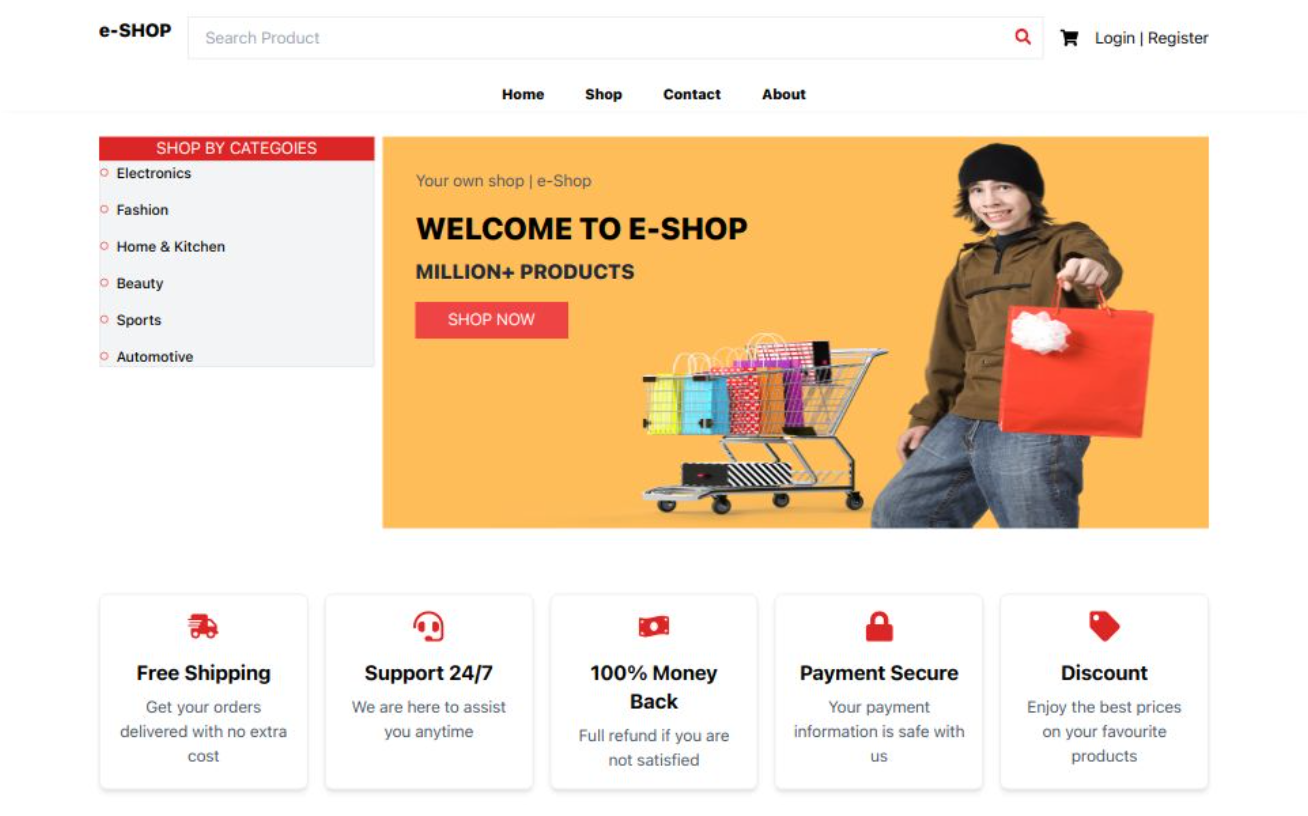 e-SHOP
Search Product
Login | Register
Home Shop Contact About
SHOP BY CATEGOIES
Electronics
Fashion
Home & Kitchen
Beauty
Sports
Automotive
Your own shop | e-Shop
WELCOME TO E-SHOP
MILLION+ PRODUCTS
SHOP NOW
Free Shipping
Get your orders
delivered with no extra
cost
Support 24/7
We are here to assist
you anytime
100% Money
Back
Full refund if you are
not satisfied
Payment Secure
Your payment
information is safe with
us
Discount
Enjoy the best prices
on your favourite
products